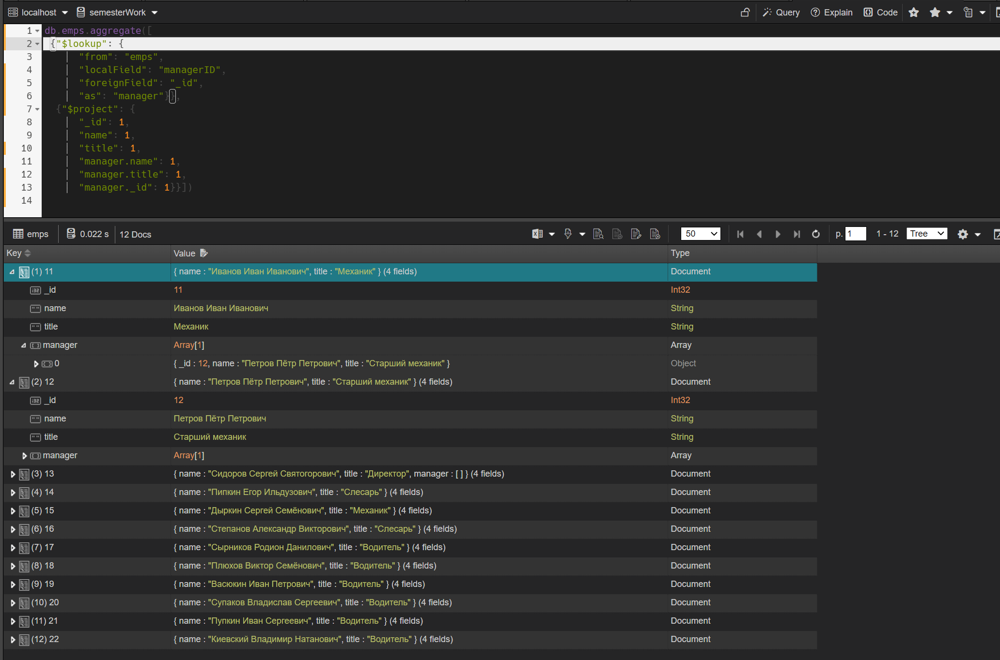 localhost semesterWork Query Explain Code
1 db.emps.aggregate([
2 {"$lookup": {
3 "from": "emps",
4 "localField": "managerID",
5 "foreignField": "_id",
6 "as": "manager"}},
7 {"$project": {
8 "_id": 1,
9 "name": 1,
10 "title": 1,
11 "manager.name": 1,
12 "manager.title": 1,
13 "manager._id": 1}}])
14
emps 0.022 s 12 Docs 50 p. 1 1 - 12 Tree
Key Value Type
(1) 11 { name : "Иванов Иван Иванович", title : "Механик" } (4 fields) Document
_id 11 Int32
name Иванов Иван Иванович String
title Механик String
manager Array[1] Array
0 { _id : 12, name : "Петров Пётр Петрович", title : "Старший механик" } Object
(2) 12 { name : "Петров Пётр Петрович", title : "Старший механик" } (4 fields) Document
_id 12 Int32
name Петров Пётр Петрович String
title Старший механик String
manager Array[1] Array
(3) 13 { name : "Сидоров Сергей Святогорович", title : "Директор", manager : [ ] } (4 fields) Document
(4) 14 { name : "Пипкин Егор Ильдузович", title : "Слесарь" } (4 fields) Document
(5) 15 { name : "Дыркин Сергей Семёнович", title : "Механик" } (4 fields) Document
(6) 16 { name : "Степанов Александр Викторович", title : "Слесарь" } (4 fields) Document
(7) 17 { name : "Сырников Родион Данилович", title : "Водитель" } (4 fields) Document
(8) 18 { name : "Плюхов Виктор Семёнович", title : "Водитель" } (4 fields) Document
(9) 19 { name : "Васюкин Иван Петрович", title : "Водитель" } (4 fields) Document
(10) 20 { name : "Супаков Владислав Сергеевич", title : "Водитель" } (4 fields) Document
(11) 21 { name : "Пупкин Иван Сергеевич", title : "Водитель" } (4 fields) Document
(12) 22 { name : "Киевский Владимир Натанович", title : "Водитель" } (4 fields) Document